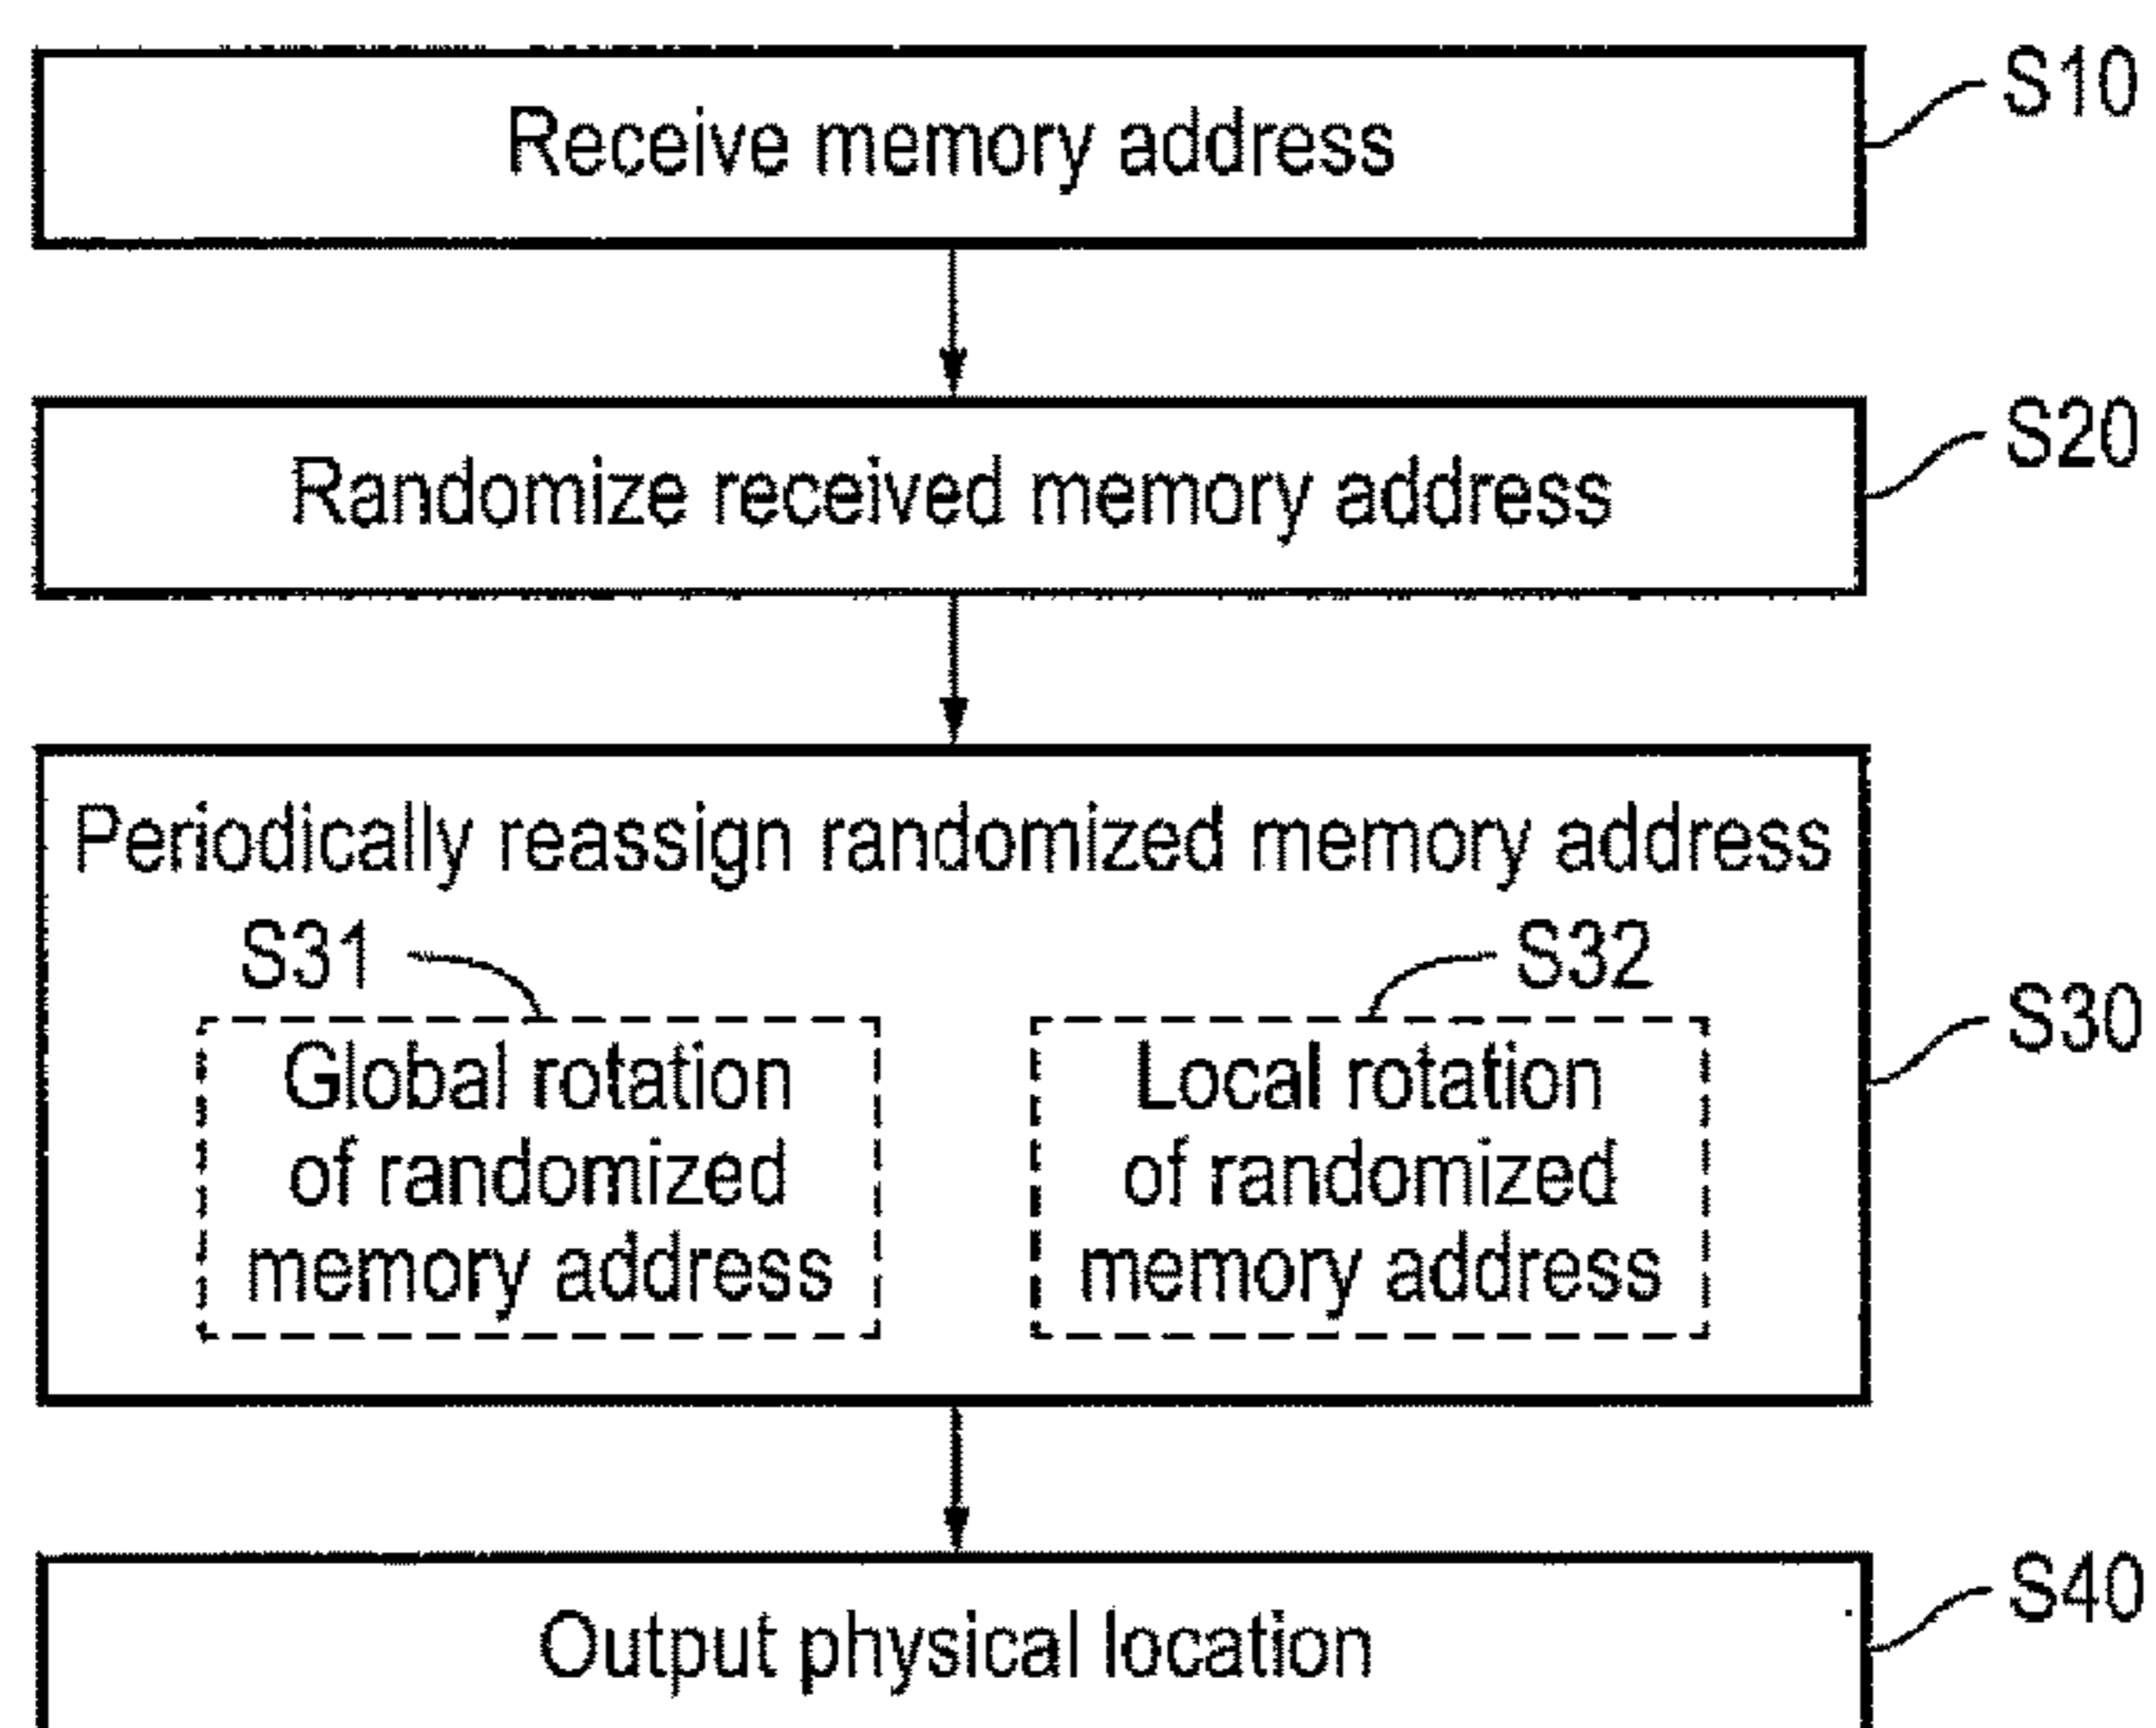 Receive memory address
S10
Randomize received memory address
S20
Periodically reassign randomized memory address
S31
S32
S30
Global rotation
of randomized
memory address
Local rotation
of randomized
memory address
Output physical location
S40